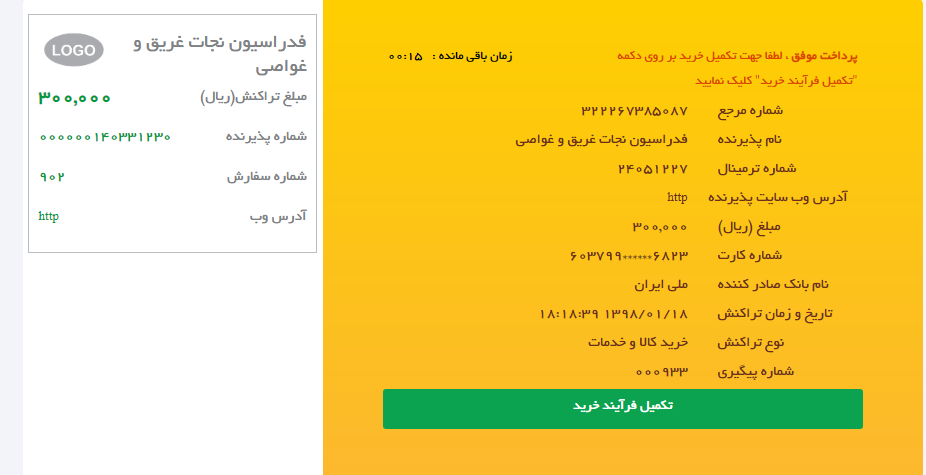 پرداخت موفق ، لطفا جهت تکمیل خرید بر روی دکمه
"تکمیل فرآیند خرید" کلیک نمایید
زمان باقی مانده : ۰۰:۱۵
شماره مرجع ۳۲۲۲۶۷۳۸۵۰۸۷
نام پذیرنده فدراسیون نجات غریق و غواصی
شماره ترمینال ۲۴۰۵۱۲۲۷
آدرس وب سایت پذیرنده http
مبلغ (ریال) ۳۰۰,۰۰۰
شماره کارت ۶۰۳۷۹۹******۶۸۲۳
نام بانک صادر کننده ملی ایران
تاریخ و زمان تراکنش ۱۳۹۸/۰۱/۱۸ ۱۸:۱۸:۳۹
نوع تراکنش خرید کالا و خدمات
شماره پیگیری ۰۰۰۹۳۳
تکمیل فرآیند خرید
LOGO
فدراسیون نجات غریق و
غواصی
مبلغ تراکنش(ریال) ۳۰۰,۰۰۰
شماره پذیرنده ۰۰۰۰۰۰۱۴۰۳۳۱۲۳۰
شماره سفارش ۹۰۲
آدرس وب http